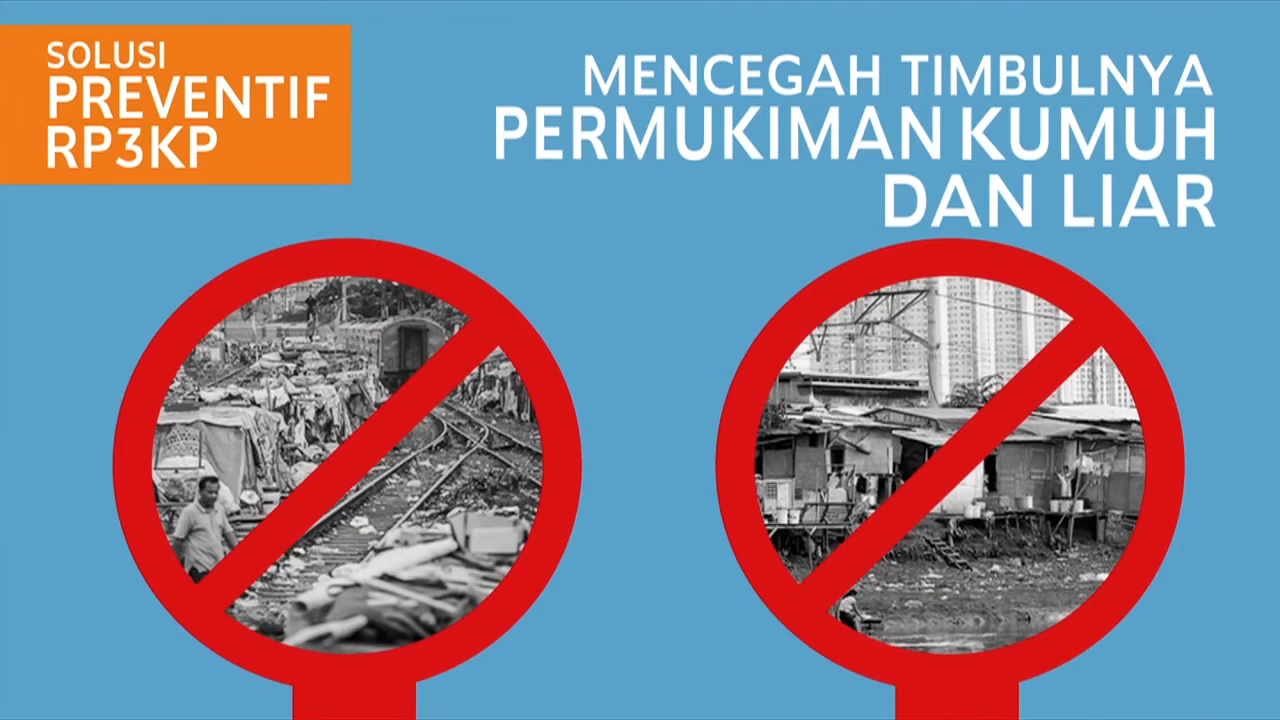 SOLUSI
PREVENTIF
RP3KP
MENCEGAH TIMBULNYA
PERMUKIMAN KUMUH
DAN LIAR